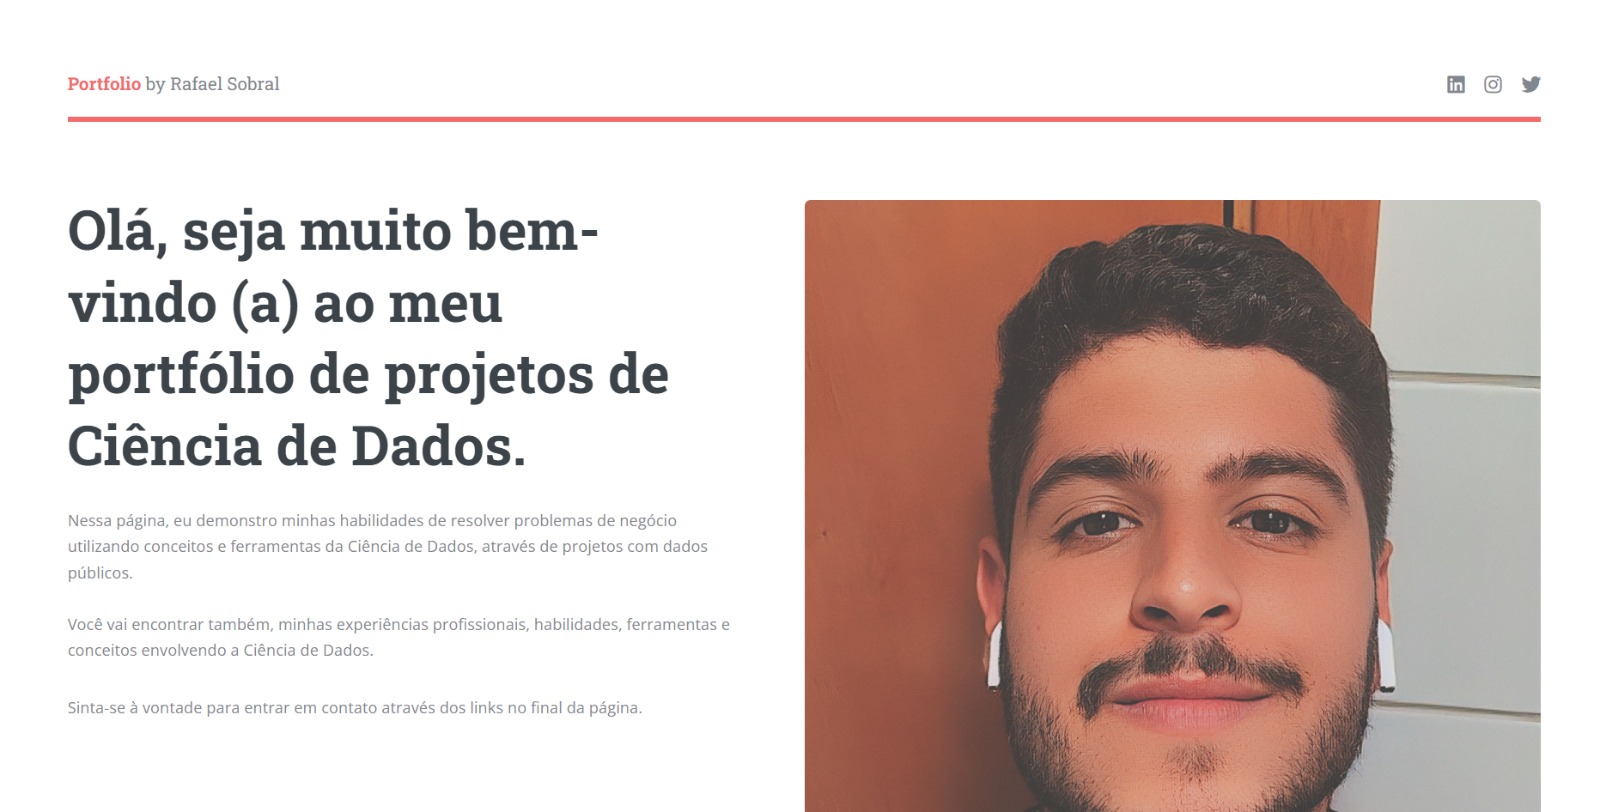 Portfolio by Rafael Sobral
Olá, seja muito bem-
vindo (a) ao meu
portfólio de projetos de
Ciência de Dados.
Nessa página, eu demonstro minhas habilidades de resolver problemas de negócio
utilizando conceitos e ferramentas da Ciência de Dados, através de projetos com dados
públicos.
Você vai encontrar também, minhas experiências profissionais, habilidades, ferramentas e
conceitos envolvendo a Ciência de Dados.
Sinta-se à vontade para entrar em contato através dos links no final da página.